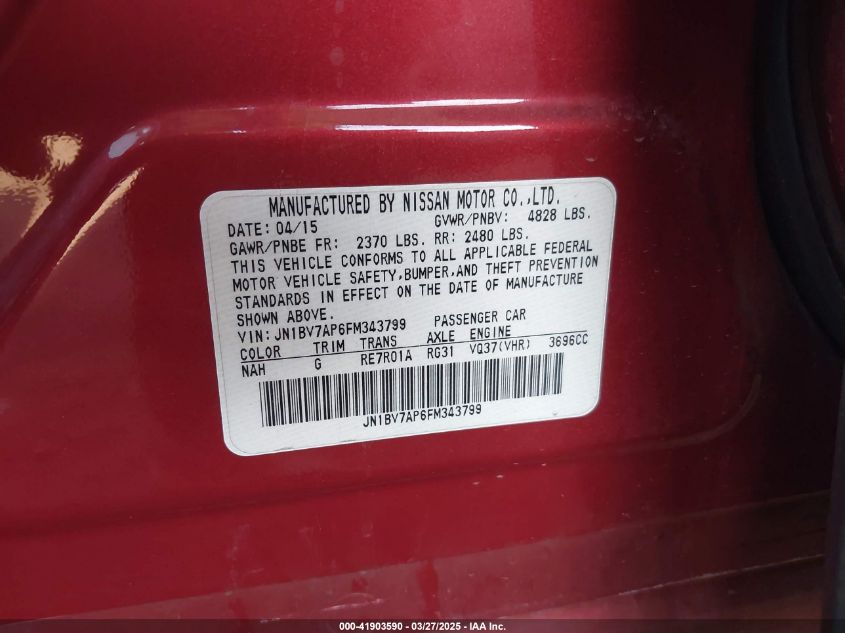 MANUFACTURED BY NISSAN MOTOR CO.,LTD.
DATE: 04/15 GVWR/PNBV: 4828 LBS.
GAWR/PNBE FR: 2370 LBS. RR: 2480 LBS.
THIS VEHICLE CONFORMS TO ALL APPLICABLE FEDERAL
MOTOR VEHICLE SAFETY,BUMPER,AND THEFT PREVENTION
STANDARDS IN EFFECT ON THE DATE OF MANUFACTURE
SHOWN ABOVE.
VIN: JN1BV7AP6FM343799 PASSENGER CAR
COLOR TRIM TRANS AXLE ENGINE
NAH G RE7R01A RG31 VQ37(VHR) 3696CC
JN1BV7AP6FM343799
000-41903590 - 03/27/2025 - IAA Inc.